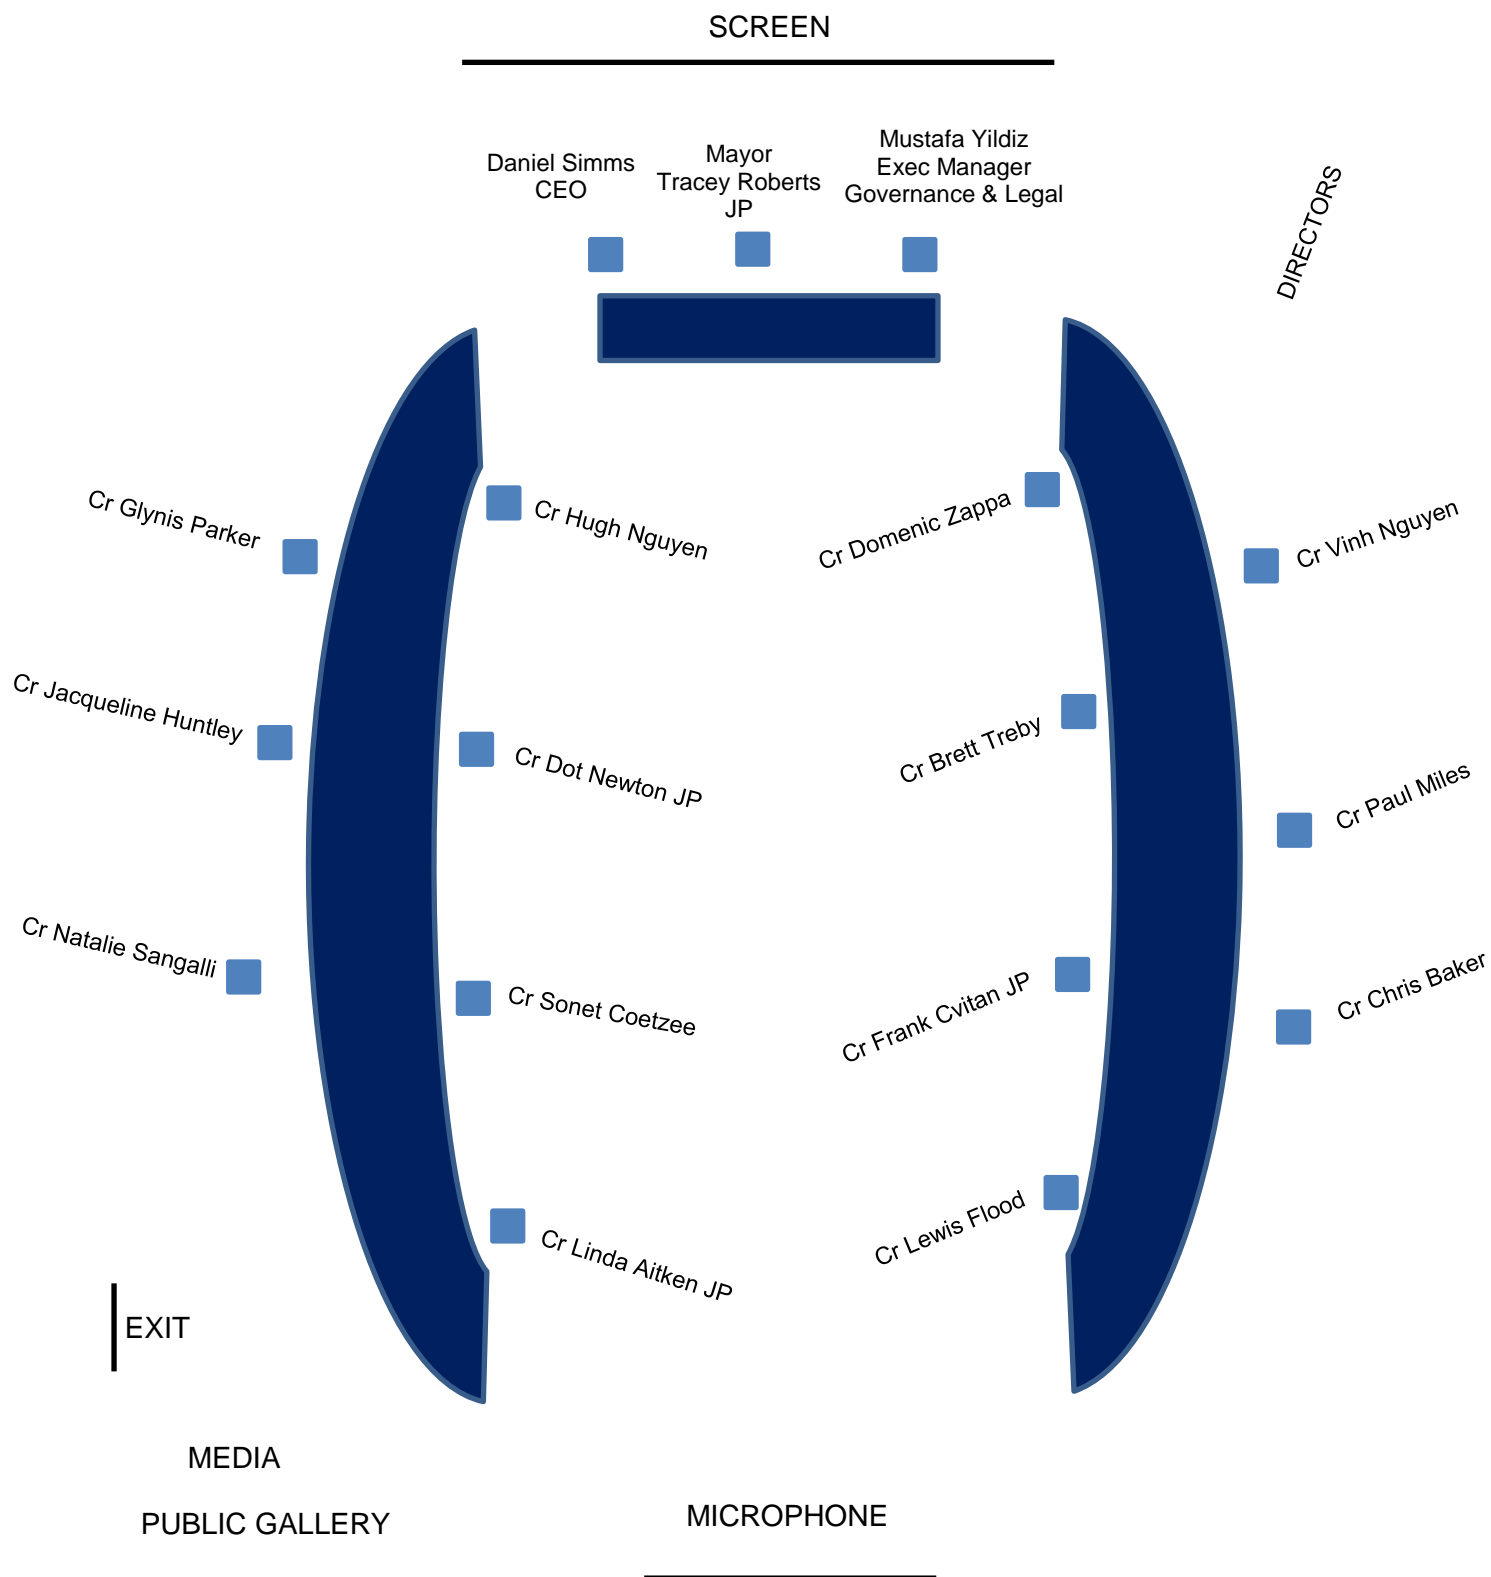 SCREEN
Daniel Simms
CEO
Mayor
Tracey Roberts
JP
Mustafa Yildiz
Exec Manager
Governance & Legal
DIRECTORS
Cr Glynis Parker
Cr Hugh Nguyen
Cr Domenic Zappa
Cr Vinh Nguyen
Cr Jacqueline Huntley
Cr Dot Newton JP
Cr Brett Treby
Cr Paul Miles
Cr Natalie Sangalli
Cr Sonet Coetzee
Cr Frank Cvitan JP
Cr Chris Baker
Cr Linda Aitken JP
Cr Lewis Flood
EXIT
MEDIA
PUBLIC GALLERY
MICROPHONE